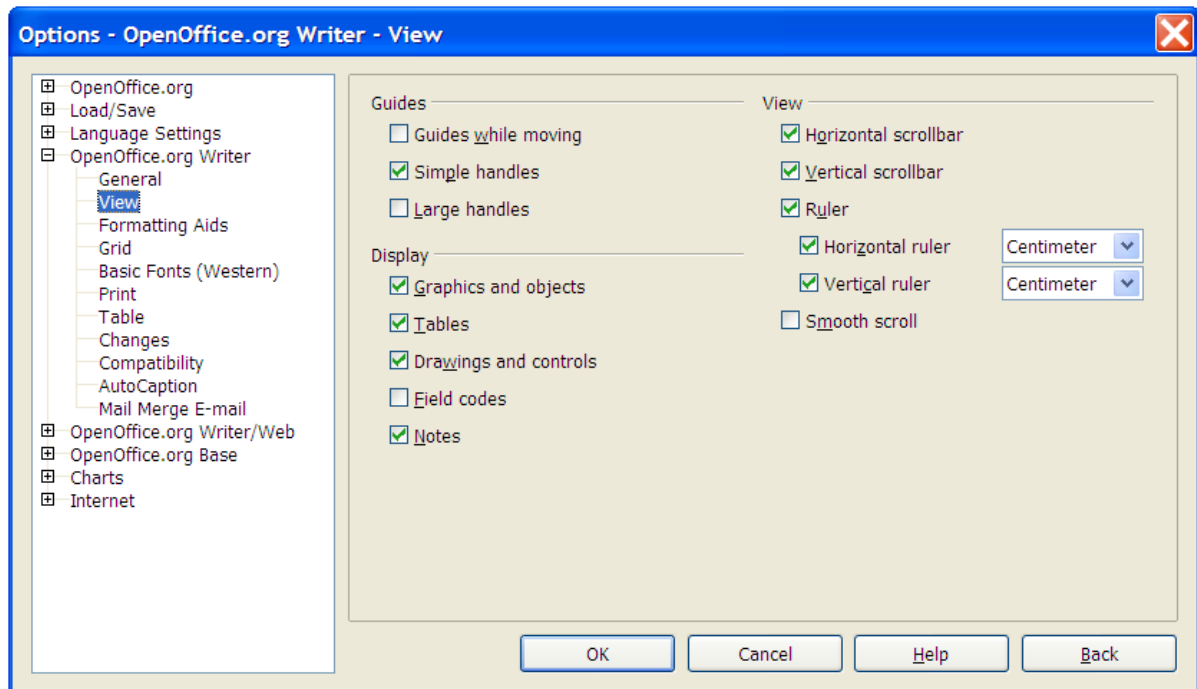 Options - OpenOffice.org Writer - View
OpenOffice.org
Load/Save
Language Settings
OpenOffice.org Writer
General
View
Formatting Aids
Grid
Basic Fonts (Western)
Print
Table
Changes
Compatibility
AutoCaption
Mail Merge E-mail
OpenOffice.org Writer/Web
OpenOffice.org Base
Charts
Internet
Guides
Guides while moving
Simple handles
Large handles
Display
Graphics and objects
Tables
Drawings and controls
Field codes
Notes
View
Horizontal scrollbar
Vertical scrollbar
Ruler
Horizontal ruler Centimeter
Vertical ruler Centimeter
Smooth scroll
OK Cancel Help Back